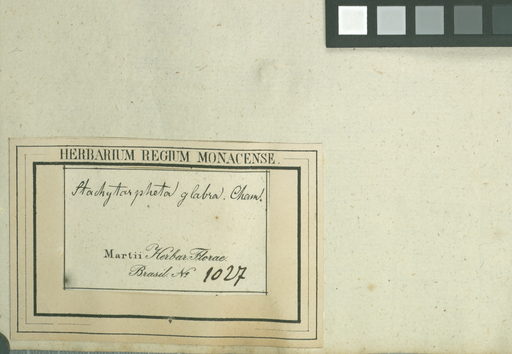 HERBARIUM REGIUM MONACENSE.
Stachytarpheta glabra. Cham.
Martii Herbar. Florae
Brasil. No 1027